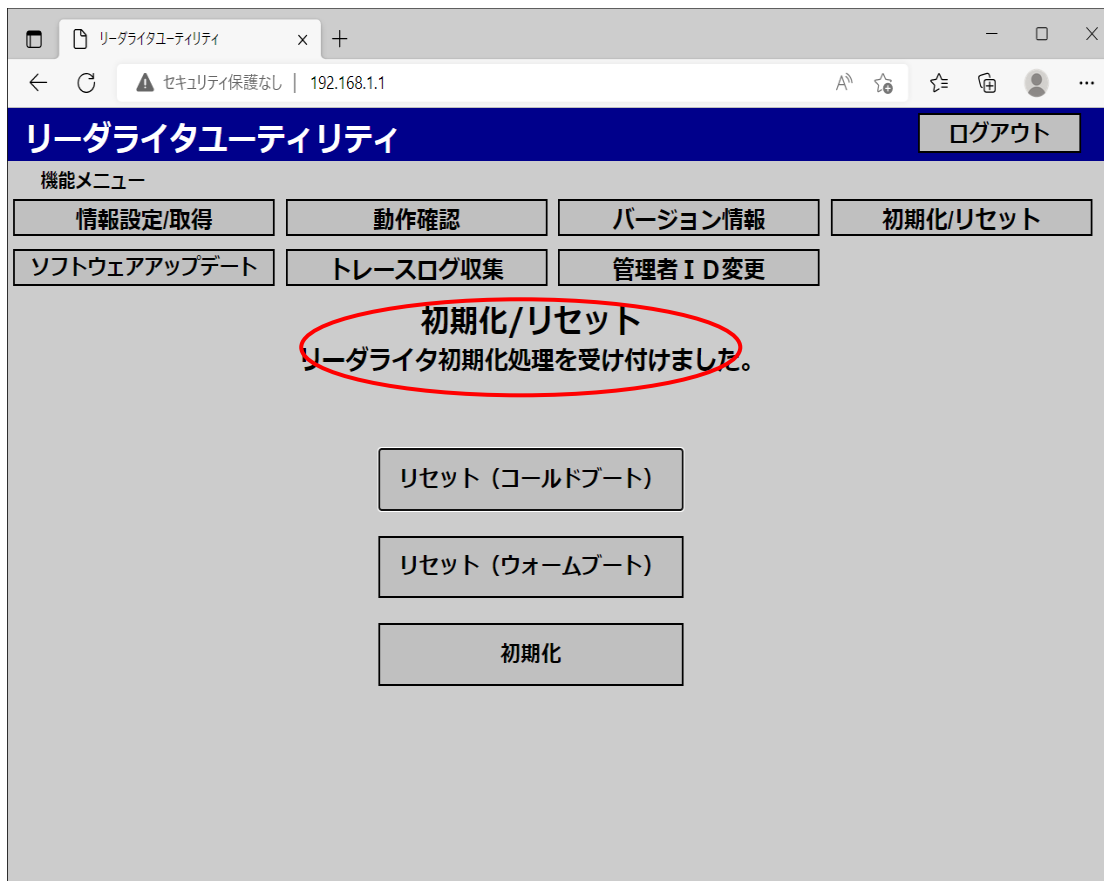 リーダライタユーティリティ
セキュリティ保護なし | 192.168.1.1
リーダライタユーティリティ
ログアウト
機能メニュー
情報設定/取得 動作確認 バージョン情報 初期化/リセット
ソフトウェアアップデート トレースログ収集 管理者ＩＤ変更
初期化/リセット
リーダライタ初期化処理を受け付けました。
リセット（コールドブート）
リセット（ウォームブート）
初期化